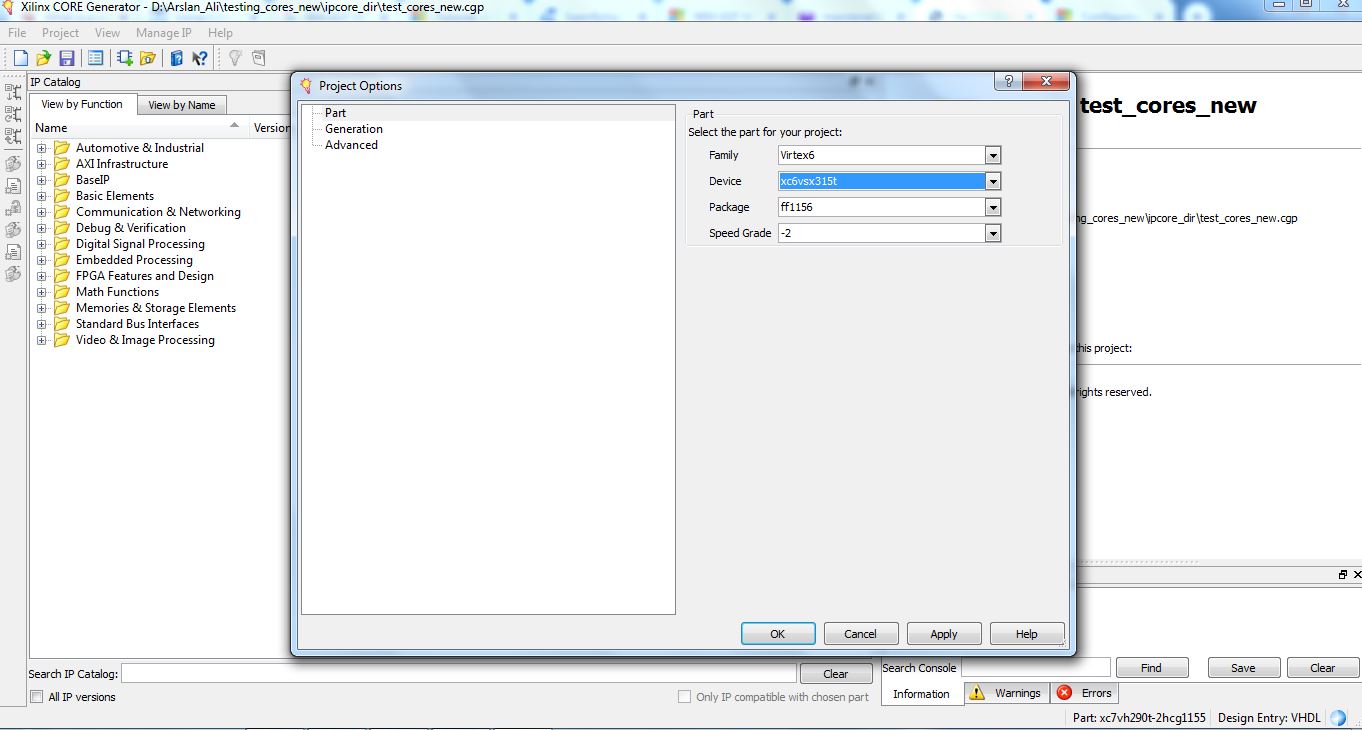 Xilinx CORE Generator - D:\Arslan_Ali\testing_cores_new\ipcore_dir\test_cores_new.cgp
File Project View Manage IP Help
IP Catalog
View by Function View by Name
Name Version
Automotive & Industrial
AXI Infrastructure
BaseIP
Basic Elements
Communication & Networking
Debug & Verification
Digital Signal Processing
Embedded Processing
FPGA Features and Design
Math Functions
Memories & Storage Elements
Standard Bus Interfaces
Video & Image Processing
Project Options
Part
Generation
Advanced
Part
Select the part for your project:
Family Virtex6
Device xc6vsx315t
Package ff1156
Speed Grade -2
OK Cancel Apply Help
test_cores_new
ng_cores_new\ipcore_dir\test_cores_new.cgp
this project:
rights reserved.
Search IP Catalog: Clear
All IP versions Only IP compatible with chosen part
Search Console Find Save Clear
Information Warnings Errors
Part: xc7vh290t-2hcg1155 Design Entry: VHDL